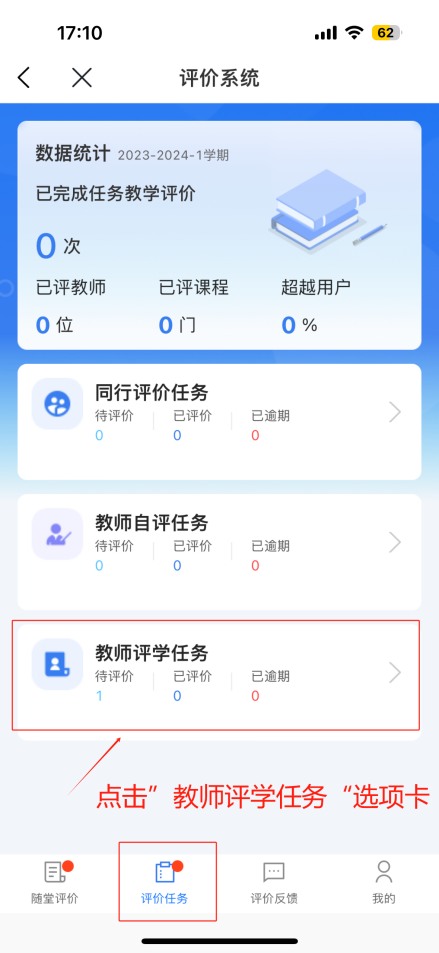 17:10
62
评价系统
数据统计 2023-2024-1学期
已完成任务教学评价
0 次
已评教师 已评课程 超越用户
0 位 0 门 0 %
同行评价任务
待评价 已评价 已逾期
0 0 0
教师自评任务
待评价 已评价 已逾期
0 0 0
教师评学任务
待评价 已评价 已逾期
1 0 0
点击”教师评学任务“选项卡
随堂评价 评价任务 评价反馈 我的